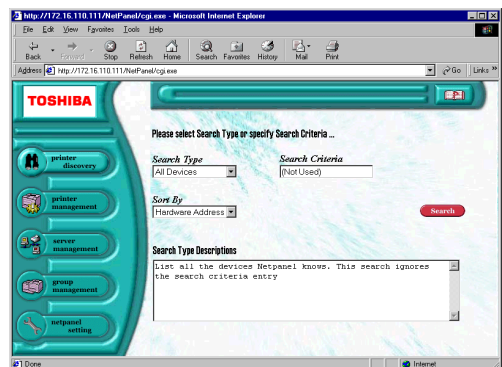 http://172.16.110.111/NetPanel/cgi.exe - Microsoft Internet Explorer
File Edit View Favorites Tools Help
Back Forward Stop Refresh Home Search Favorites History Mail Print
Address http://172.16.110.111/NetPanel/cgi.exe Go Links »
TOSHIBA
Please select Search Type or specify Search Criteria ...
printer
discovery
Search Type Search Criteria
All Devices (Not Used)
printer
management
Sort By
Hardware Address
Search
server
management
Search Type Descriptions
List all the devices Netpanel knows. This search ignores
the search criteria entry
group
management
netpanel
setting
Done Internet